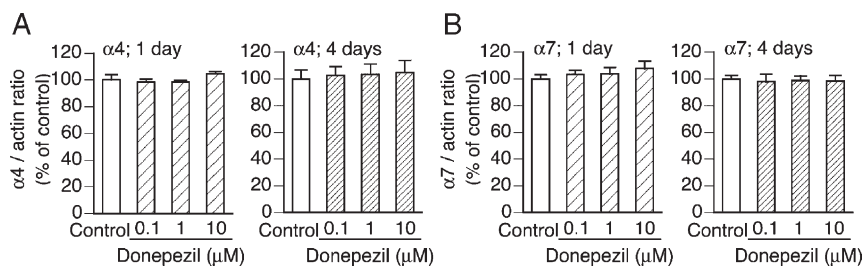 A
α4; 1 day
α4 / actin ratio
(% of control)
120
100
80
60
40
20
0
Control 0.1 1 10
Donepezil (μM)
α4; 4 days
120
100
80
60
40
20
0
Control 0.1 1 10
Donepezil (μM)
B
α7; 1 day
α7 / actin ratio
(% of control)
120
100
80
60
40
20
0
Control 0.1 1 10
Donepezil (μM)
α7; 4 days
120
100
80
60
40
20
0
Control 0.1 1 10
Donepezil (μM)